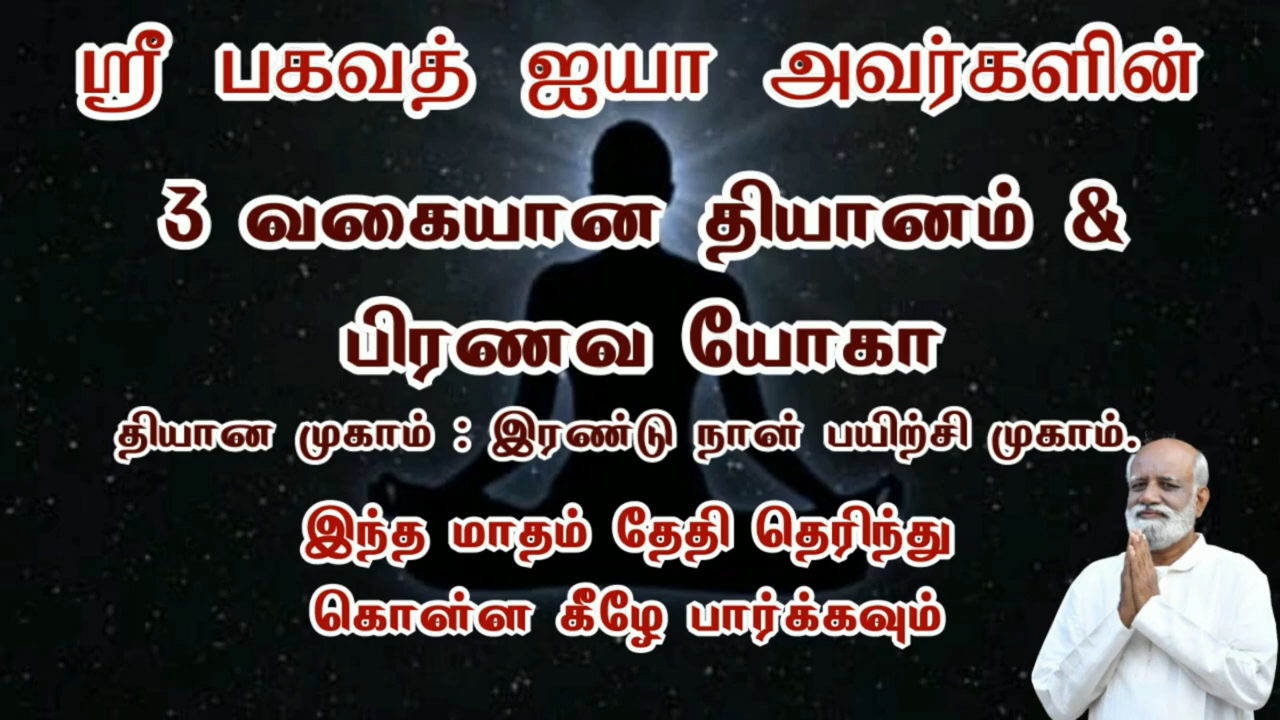 ஸ்ரீ பகவத் ஐயா அவர்களின்
3 வகையான தியானம் &
பிரணவ யோகா
தியான முகாம் : இரண்டு நாள் பயிற்சி முகாம்.
இந்த மாதம் தேதி தெரிந்து
கொள்ள கீழே பார்க்கவும்